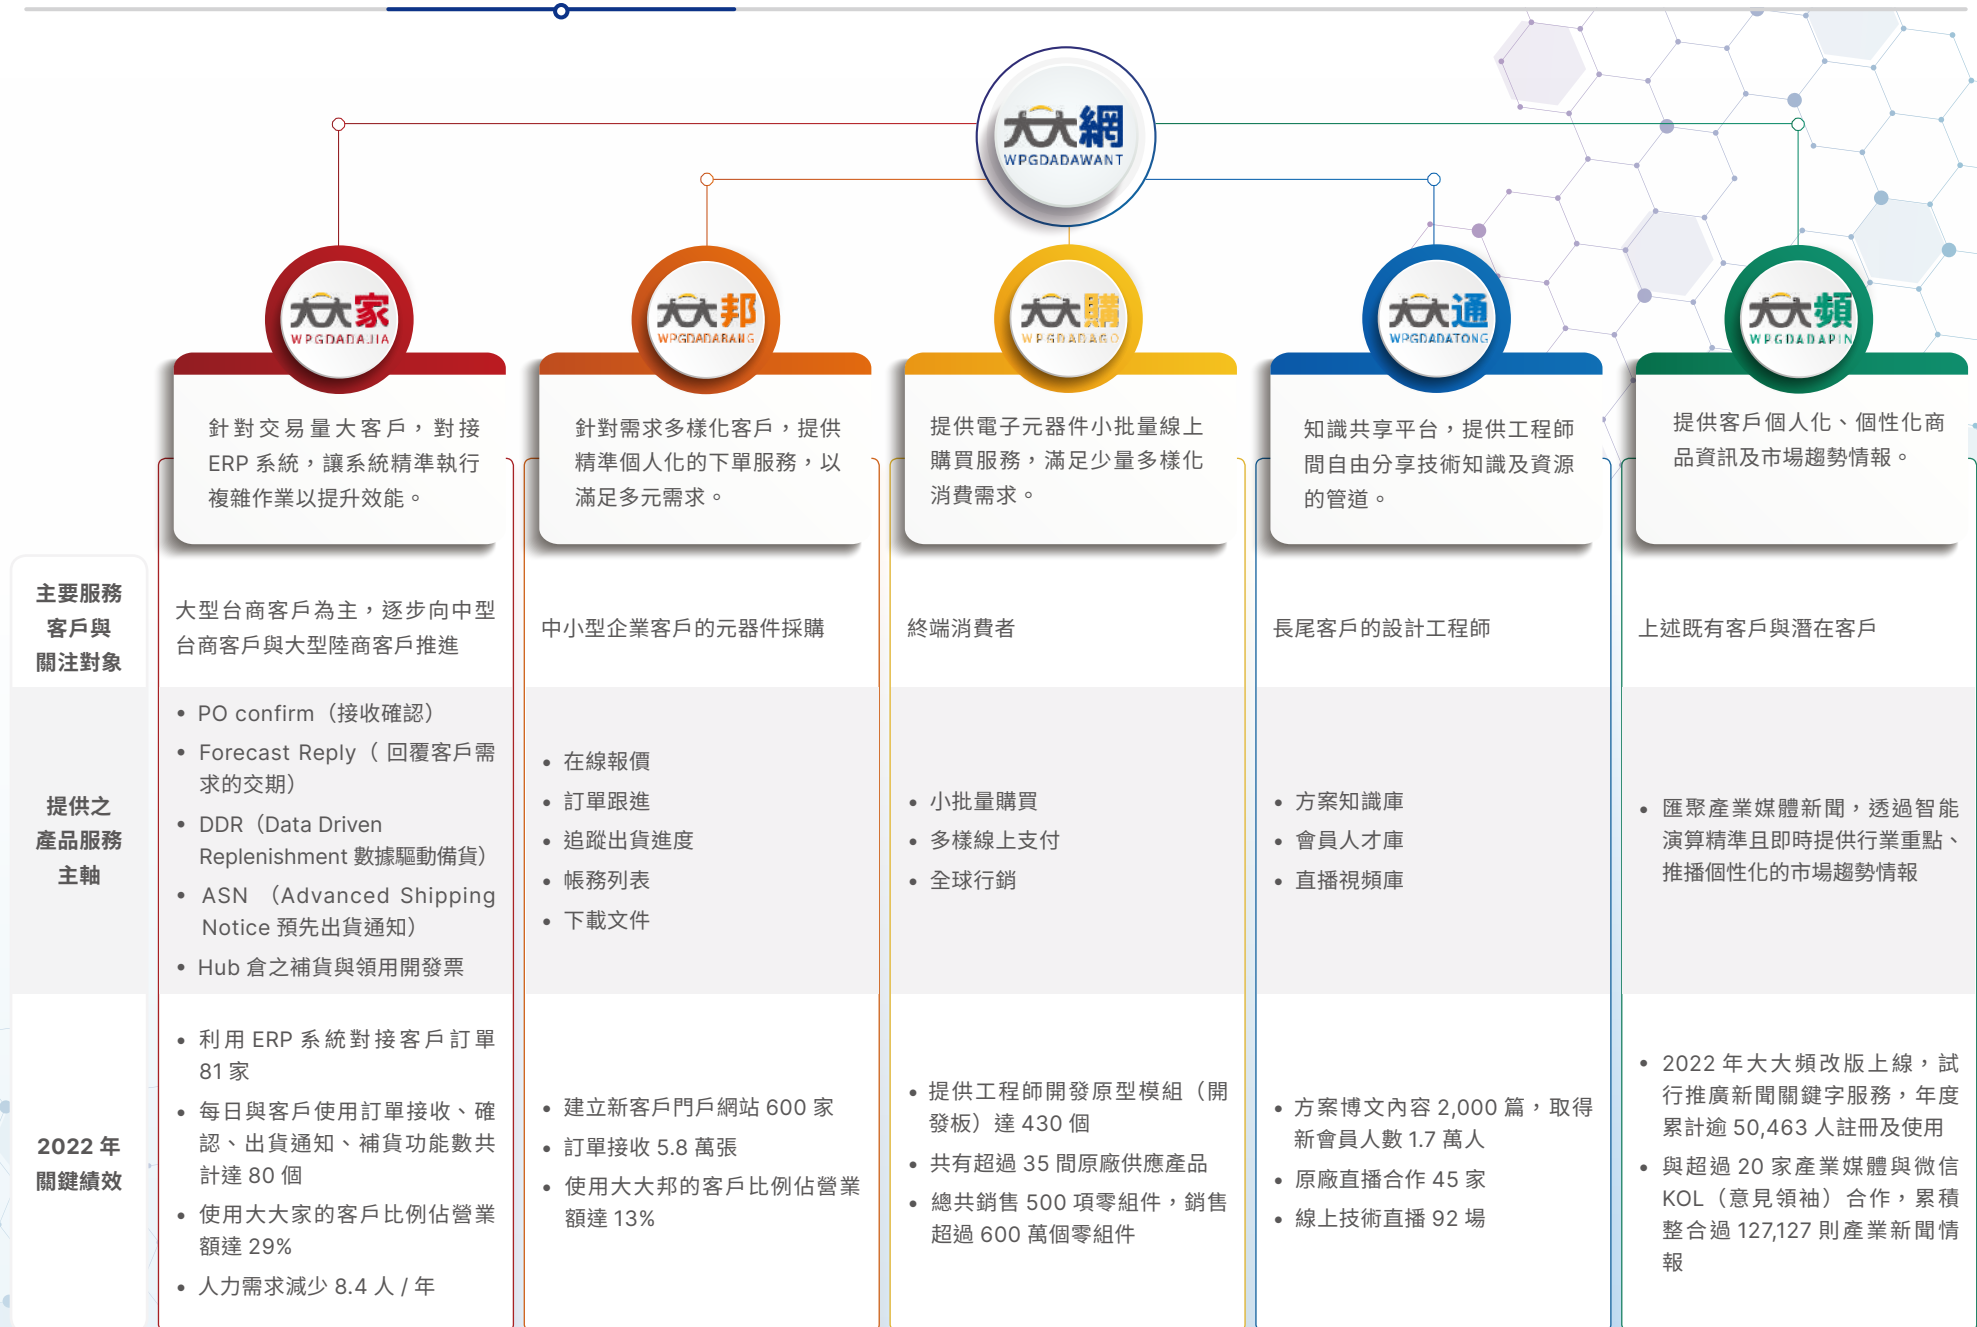 大大網
WPGDADAWANT
大大家
WPGDADAJIA
針對交易量大客戶，對接
ERP 系統，讓系統精準執行
複雜作業以提升效能。
大大邦
WPGDADABANG
針對需求多樣化客戶，提供
精準個人化的下單服務，以
滿足多元需求。
大大購
WPGDADAGO
提供電子元器件小批量線上
購買服務，滿足少量多樣化
消費需求。
大大通
WPGDADATONG
知識共享平台，提供工程師
間自由分享技術知識及資源
的管道。
大大頻
WPGDADAPIN
提供客戶個人化、個性化商
品資訊及市場趨勢情報。
主要服務
客戶與
關注對象
大型台商客戶為主，逐步向中型
台商客戶與大型陸商客戶推進
中小型企業客戶的元器件採購
終端消費者
長尾客戶的設計工程師
上述既有客戶與潛在客戶
提供之
產品服務
主軸
• PO confirm（接收確認）
• Forecast Reply（ 回覆客戶需
求的交期）
• DDR（Data Driven
Replenishment 數據驅動備貨）
• ASN （Advanced Shipping
Notice 預先出貨通知）
• Hub 倉之補貨與領用開發票
• 在線報價
• 訂單跟進
• 追蹤出貨進度
• 帳務列表
• 下載文件
• 小批量購買
• 多樣線上支付
• 全球行銷
• 方案知識庫
• 會員人才庫
• 直播視頻庫
• 匯聚產業媒體新聞，透過智能
演算精準且即時提供行業重點、
推播個性化的市場趨勢情報
2022 年
關鍵績效
• 利用 ERP 系統對接客戶訂單
81 家
• 每日與客戶使用訂單接收、確
認、出貨通知、補貨功能數共
計達 80 個
• 使用大大家的客戶比例佔營業
額達 29%
• 人力需求減少 8.4 人 / 年
• 建立新客戶門戶網站 600 家
• 訂單接收 5.8 萬張
• 使用大大邦的客戶比例佔營業
額達 13%
• 提供工程師開發原型模組（開
發板）達 430 個
• 共有超過 35 間原廠供應產品
• 總共銷售 500 項零組件，銷售
超過 600 萬個零組件
• 方案博文內容 2,000 篇，取得
新會員人數 1.7 萬人
• 原廠直播合作 45 家
• 線上技術直播 92 場
• 2022 年大大頻改版上線，試
行推廣新聞關鍵字服務，年度
累計逾 50,463 人註冊及使用
• 與超過 20 家產業媒體與微信
KOL（意見領袖）合作，累積
整合過 127,127 則產業新聞情
報